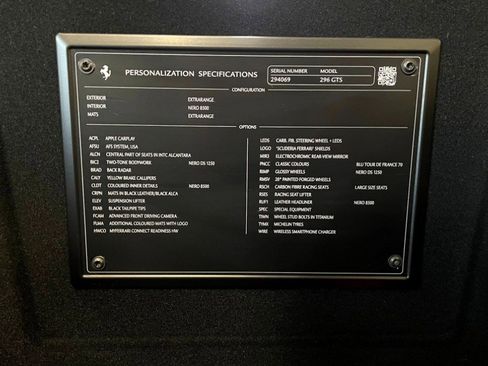 PERSONALIZATION SPECIFICATIONS
SERIAL NUMBER MODEL
294069 296 GTS
CONFIGURATION
EXTERIOR EXTRARANGE
INTERIOR NERO 8500
MATS EXTRARANGE
OPTIONS
ACPL APPLE CARPLAY
AFSU AFS SYSTEM, USA
ALCN CENTRAL PART OF SEATS IN INTC ALCANTARA
BIC2 TWO-TONE BODYWORK NERO DS 1250
BRAD BACK RADAR
CALY YELLOW BRAKE CALLIPERS
CLDT COLOURED INNER DETAILS NERO 8500
CRPN MATS IN BLACK LEATHER/BLACK ALCA
ELEV SUSPENSION LIFTER
EXAB BLACK TAILPIPE TIPS
FCAM ADVANCED FRONT DRIVING CAMERA
FLMA ADDITIONAL COLOURED MATS WITH LOGO
HWCO MYFERRARI CONNECT READINESS HW
LEDS CARB. FIB. STEERING WHEEL + LEDS
LOGO "SCUDERIA FERRARI" SHIELDS
MIR3 ELECTROCHROMIC REAR VIEW MIRROR
PNCC CLASSIC COLOURS BLU TOUR DE FRANCE 70
RIMP GLOSSY WHEELS NERO DS 1250
RMSV 20" PAINTED FORGED WHEELS
RSCH CARBON FIBRE RACING SEATS LARGE SIZE SEATS
RSES RACING SEAT LIFTER
RUF1 LEATHER HEADLINER NERO 8500
SPEC SPECIAL EQUIPMENT
TIWN WHEEL STUD BOLTS IN TITANIUM
TYMX MICHELIN TYRES
WIRE WIRELESS SMARTPHONE CHARGER